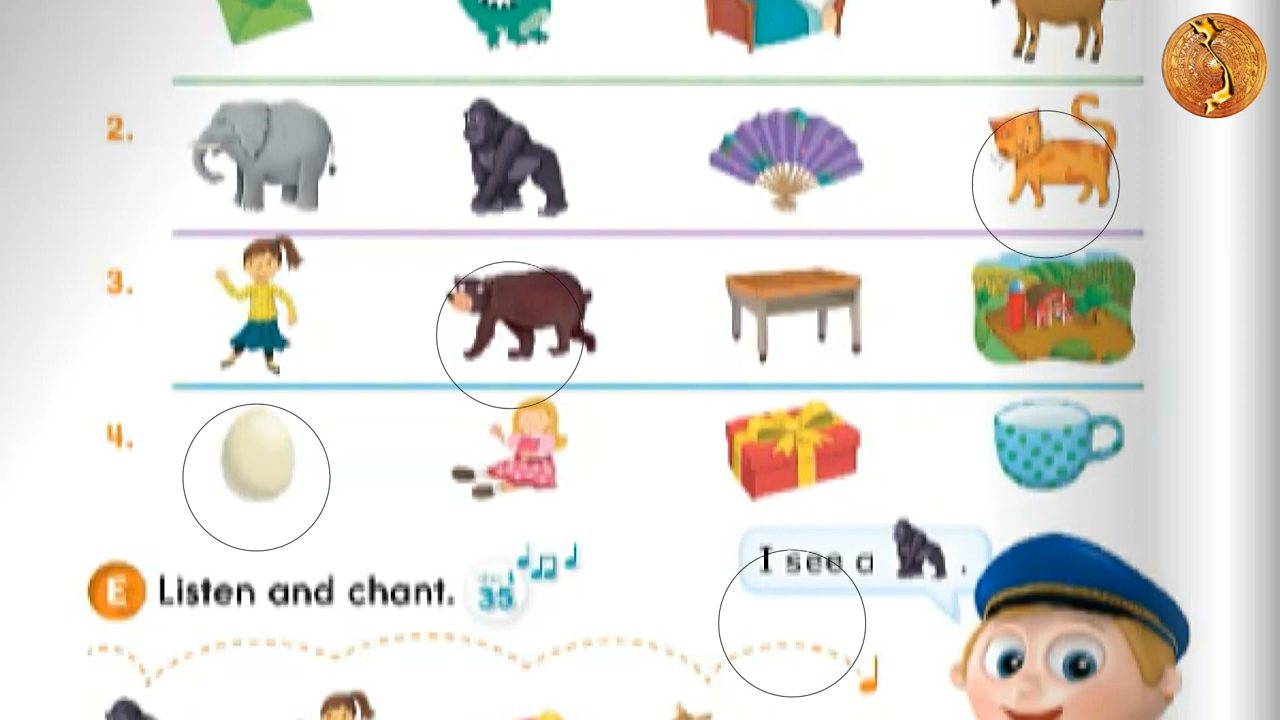 2.
3.
4.
I see a .
E Listen and chant.
35